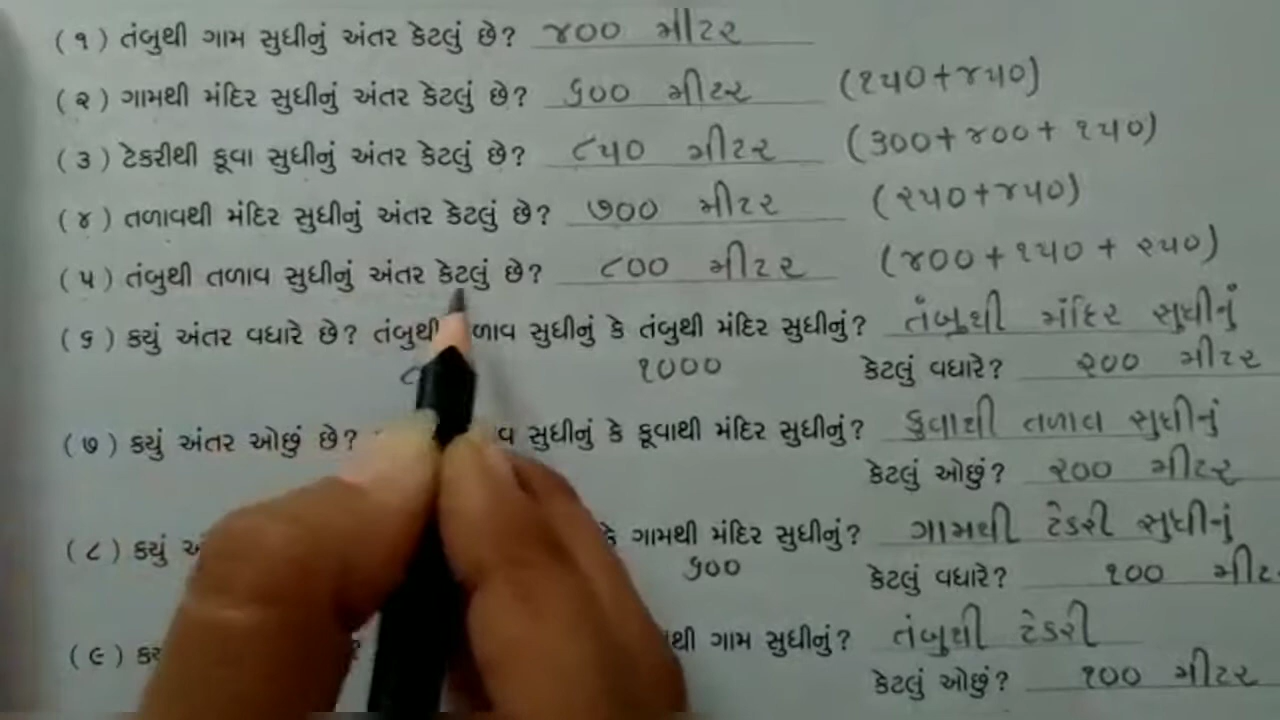 (૧) તંબુથી ગામ સુધીનું અંતર કેટલું છે? ૪૦૦ મીટર
(૨) ગામથી મંદિર સુધીનું અંતર કેટલું છે? ૬૦૦ મીટર (૧૫૦+૪૫૦)
(૩) ટેકરીથી કૂવા સુધીનું અંતર કેટલું છે? ૮૫૦ મીટર (૩૦૦+૪૦૦+૧૫૦)
(૪) તળાવથી મંદિર સુધીનું અંતર કેટલું છે? ૭૦૦ મીટર (૨૫૦+૪૫૦)
(૫) તંબુથી તળાવ સુધીનું અંતર કેટલું છે? ૮૦૦ મીટર (૪૦૦+૧૫૦+૨૫૦)
(૬) કયું અંતર વધારે છે? તંબુથી સુધીનું કે તંબુથી મંદિર સુધીનું? તંબુથી મંદિર સુધીનું
૧૦૦૦ કેટલું વધારે? ૨૦૦ મીટર
(૭) કયું અંતર ઓછું છે? સુધીનું કે કૂવાથી મંદિર સુધીનું? કુવાથી તળાવ સુધીનું
કેટલું ઓછું? ૨૦૦ મીટર
(૮) કયું ગામથી મંદિર સુધીનું? ગામથી ટેકરી સુધીનું
૬૦૦ કેટલું વધારે? ૧૦૦
(૯) ગામ સુધીનું? તંબુથી ટેકરી
કેટલું ઓછું? ૧૦૦ મીટર